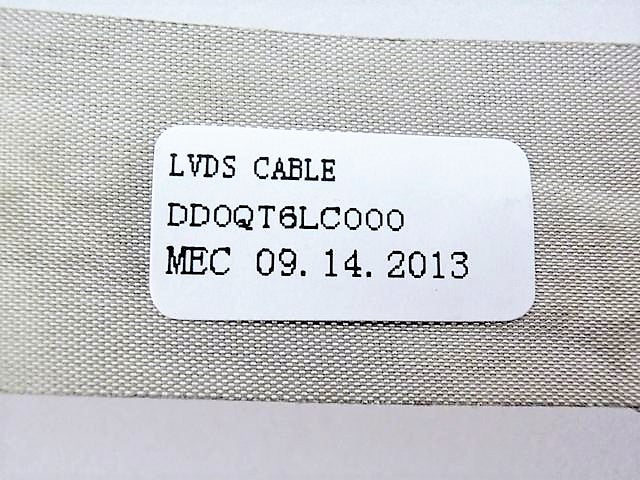 LVDS CABLE
DD0QT6LC000
MEC 09.14.2013